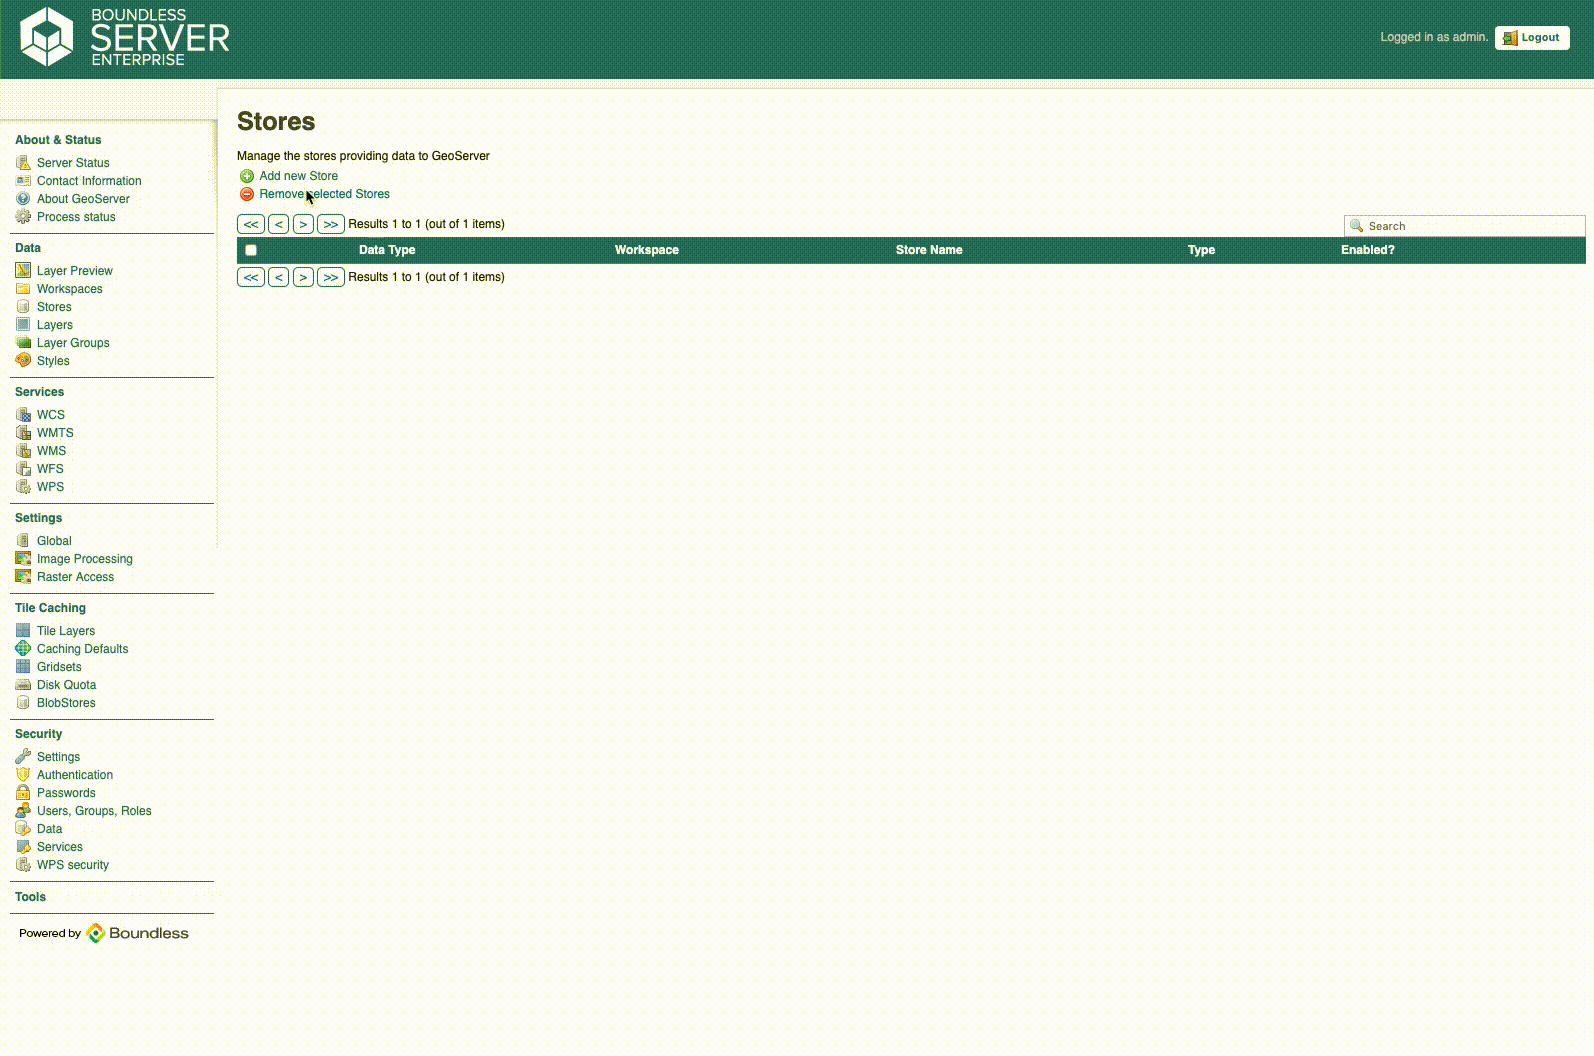 BOUNDLESS
SERVER
ENTERPRISE
Logged in as admin.
Logout
About & Status
Server Status
Contact Information
About GeoServer
Process status
Data
Layer Preview
Workspaces
Stores
Layers
Layer Groups
Styles
Services
WCS
WMTS
WMS
WFS
WPS
Settings
Global
Image Processing
Raster Access
Tile Caching
Tile Layers
Caching Defaults
Gridsets
Disk Quota
BlobStores
Security
Settings
Authentication
Passwords
Users, Groups, Roles
Data
Services
WPS security
Tools
Powered by Boundless
Stores
Manage the stores providing data to GeoServer
Add new Store
Remove selected Stores
<< < > >> Results 1 to 1 (out of 1 items)
Search
Data Type Workspace Store Name Type Enabled?
<< < > >> Results 1 to 1 (out of 1 items)